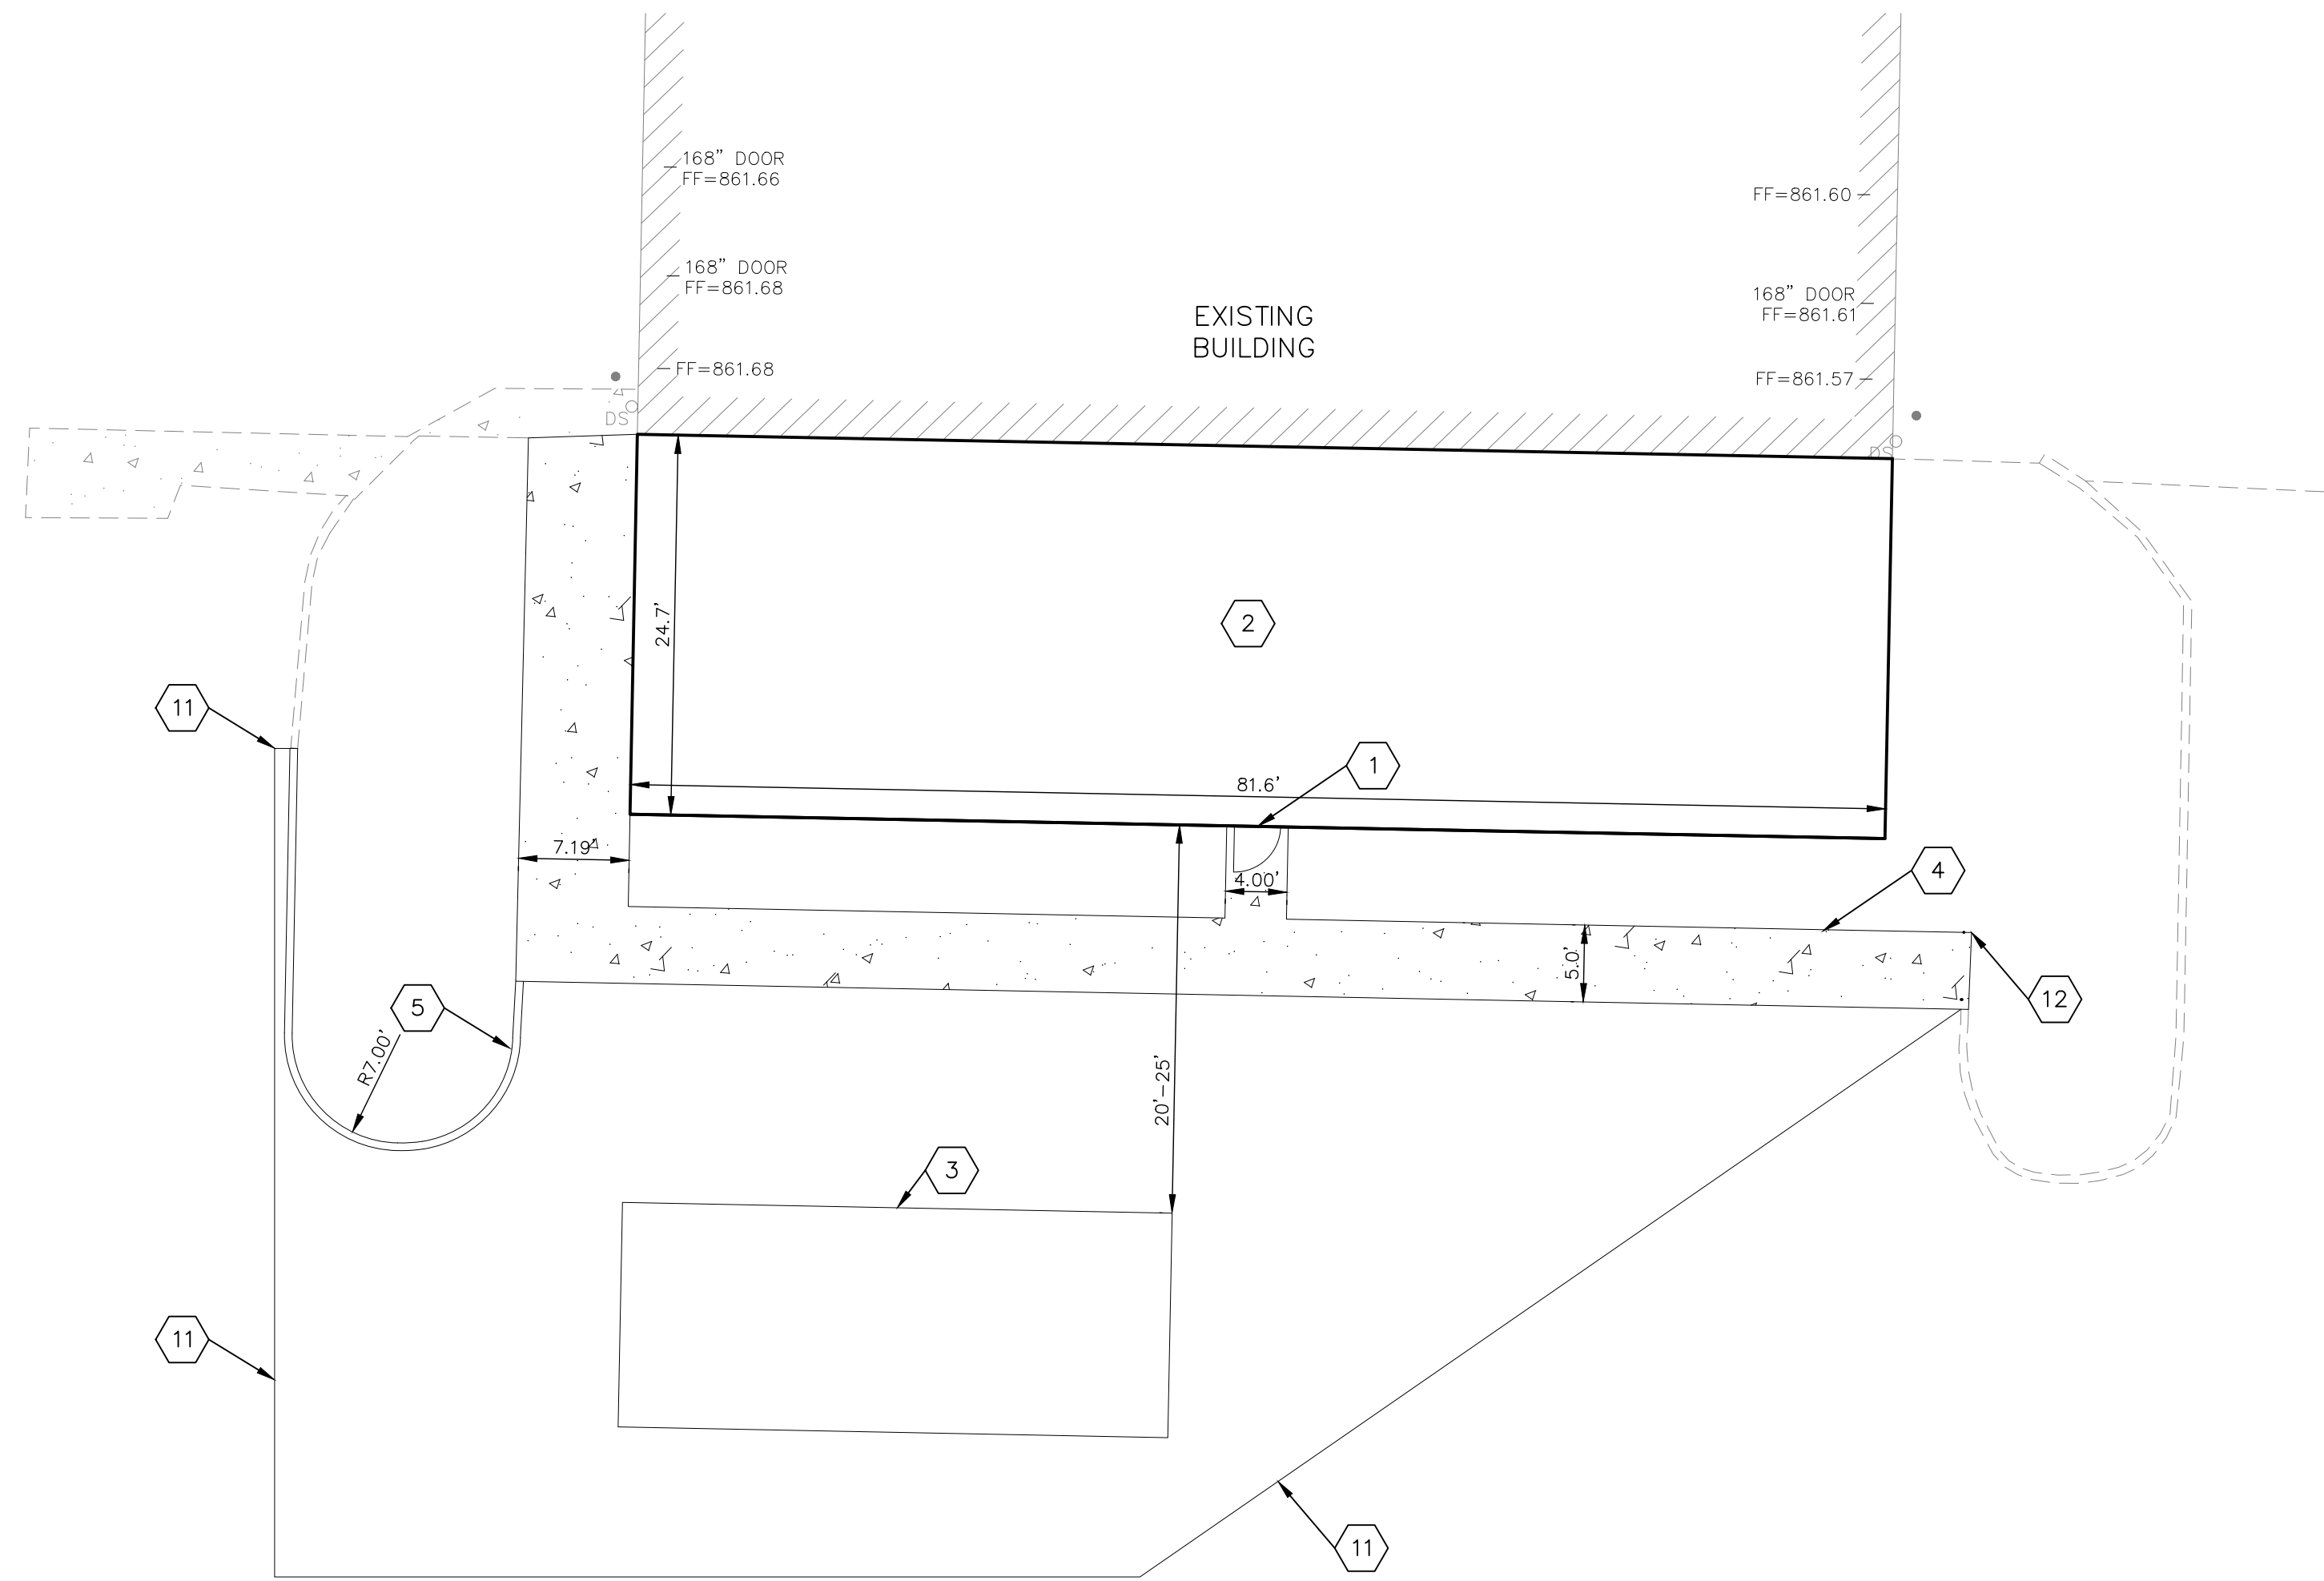 168” DOOR
FF=861.66
FF=861.60
168” DOOR
FF=861.68
168” DOOR
FF=861.61
EXISTING
BUILDING
FF=861.68
FF=861.57
DS
DS
2
24.7’
11
1
81.6’
7.19’
4.00’
4
5.0’
12
5
R7.00’
20’–25’
3
11
11